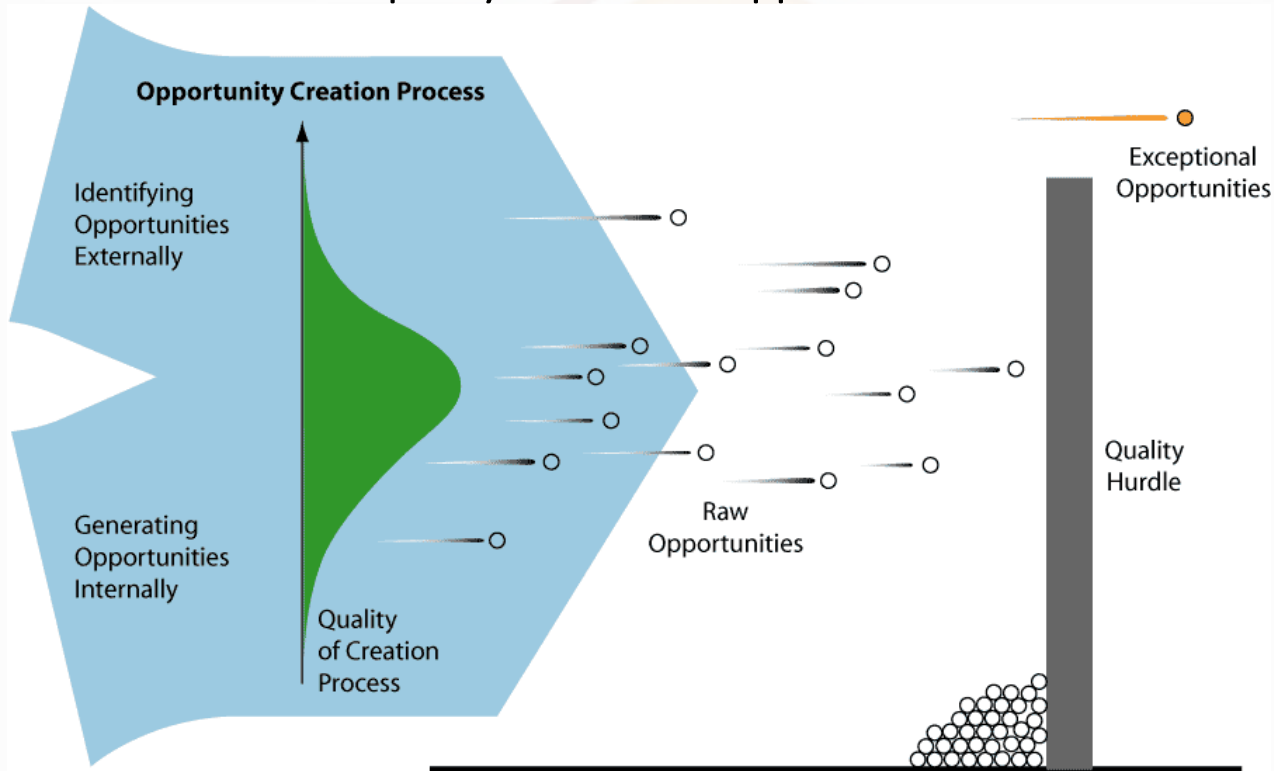 Opportunity Creation Process
Identifying
Opportunities
Externally
Exceptional
Opportunities
Quality
Hurdle
Raw
Opportunities
Generating
Opportunities
Internally
Quality
of Creation
Process